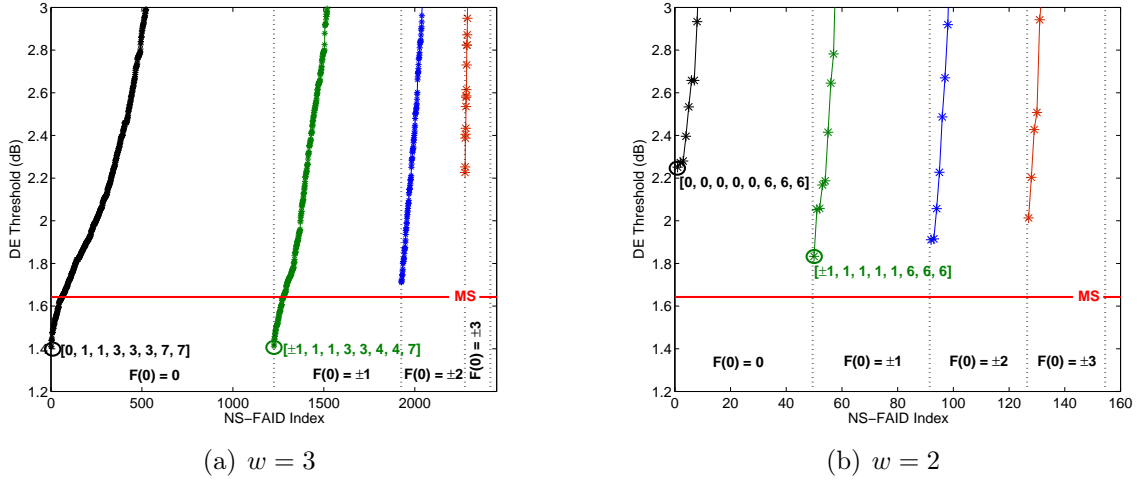 3
2.8
2.6
2.4
2.2
2
1.8
1.6
1.4
1.2
DE Threshold (dB)
MS
[0, 1, 1, 3, 3, 3, 7, 7]
[±1, 1, 1, 3, 3, 4, 4, 7]
F(0) = 0
F(0) = ±1
F(0) = ±2
F(0) = ±3
0
500
1000
1500
2000
NS−FAID Index
(a) w = 3
3
2.8
2.6
2.4
2.2
2
1.8
1.6
1.4
1.2
DE Threshold (dB)
[0, 0, 0, 0, 0, 6, 6, 6]
[±1, 1, 1, 1, 1, 6, 6, 6]
MS
F(0) = 0
F(0) = ±1
F(0) = ±2
F(0) = ±3
0
20
40
60
80
100
120
140
160
NS−FAID Index
(b) w = 2